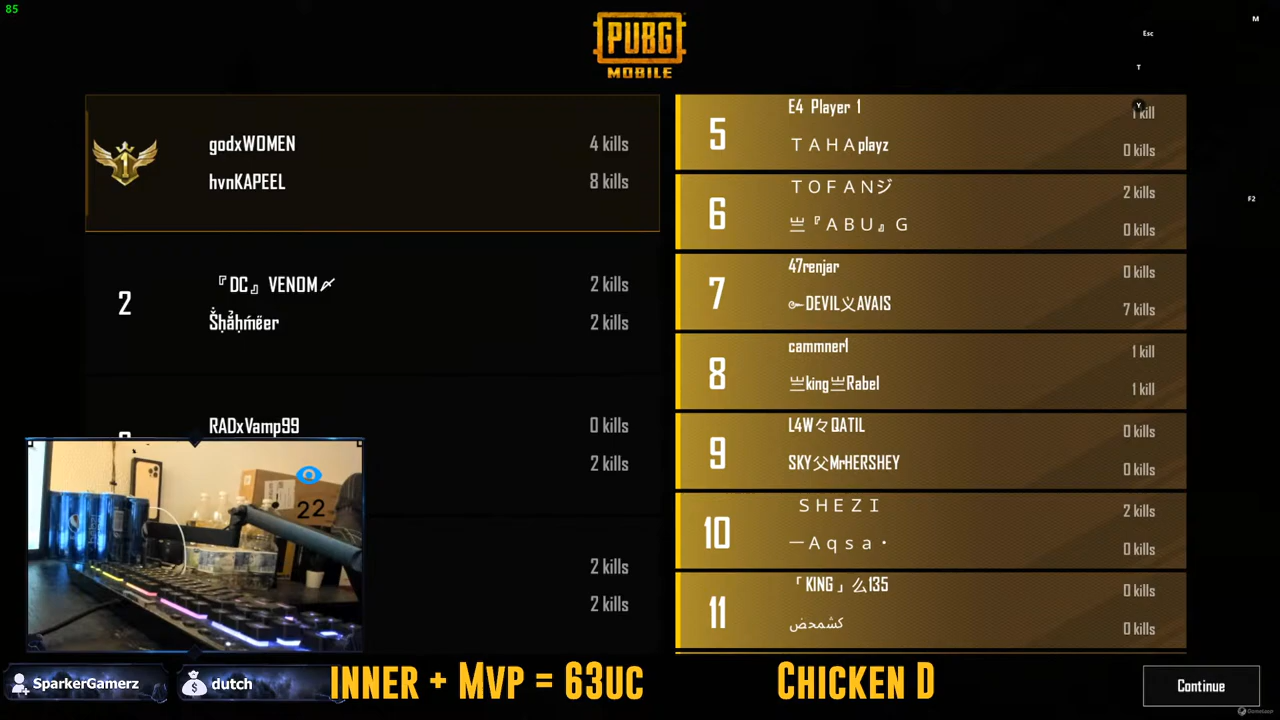 85
PUBG
MOBILE
M
Esc
T
Y
F2
godxWOMEN 4 kills
hvnKAPEEL 8 kills
2
『DC』 VENOM〆 2 kills
Šḥảḥḿëer 2 kills
RADxVamp99 0 kills
2 kills
2 kills
2 kills
5
E4 Player 1 1 kill
ＴＡＨＡplayz 0 kills
6
ＴＯＦＡＮジ 2 kills
亗『ＡＢＵ』Ｇ 0 kills
7
47renjar 0 kills
๛DEVIL义AVAIS 7 kills
8
cammner1 1 kill
亗king亗Rabel 1 kill
9
L4W々QATIL 0 kills
SKY父MrHERSHEY 0 kills
10
ＳＨＥＺＩ 2 kills
一Ａｑｓａ・ 0 kills
11
「KING」么135 0 kills
كشمحض 0 kills
22
SparkerGamerz
dutch
INNER + MVP = 63UC
CHICKEN D
Continue
GameLoop